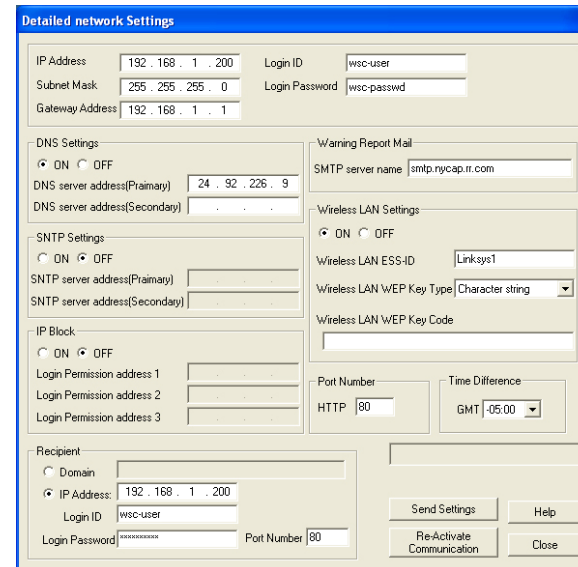 Detailed network Settings
IP Address 192 . 168 . 1 . 200 Login ID wsc-user
Subnet Mask 255 . 255 . 255 . 0 Login Password wsc-passwd
Gateway Address 192 . 168 . 1 . 1
DNS Settings
ON OFF
DNS server address(Praimary) 24 . 92 . 226 . 9
DNS server address(Secondary) . . .
Warning Report Mail
SMTP server name smtp.nycap.rr.com
SNTP Settings
ON OFF
SNTP server address(Praimary) . . .
SNTP server address(Secondary) . . .
Wireless LAN Settings
ON OFF
Wireless LAN ESS-ID Linksys1
Wireless LAN WEP Key Type Character string
Wireless LAN WEP Key Code
IP Block
ON OFF
Login Permission address 1 . . .
Login Permission address 2 . . .
Login Permission address 3 . . .
Port Number
HTTP 80
Time Difference
GMT -05:00
Recipient
Domain
IP Address: 192 . 168 . 1 . 200
Login ID wsc-user
Login Password ********** Port Number 80
Send Settings Help
Re-Activate
Communication
Close